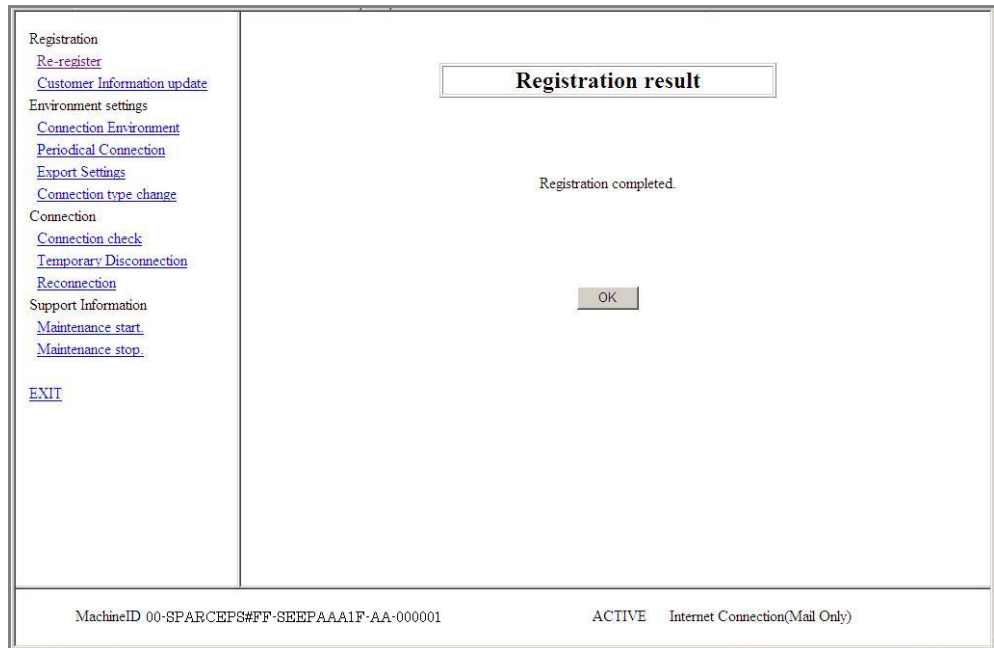 Registration
Re-register
Customer Information update
Environment settings
Connection Environment
Periodical Connection
Export Settings
Connection type change
Connection
Connection check
Temporary Disconnection
Reconnection
Support Information
Maintenance start.
Maintenance stop.
EXIT
Registration result
Registration completed.
OK
MachineID 00-SPARCEPS#FF-SEEPAAA1F-AA-000001 ACTIVE Internet Connection(Mail Only)